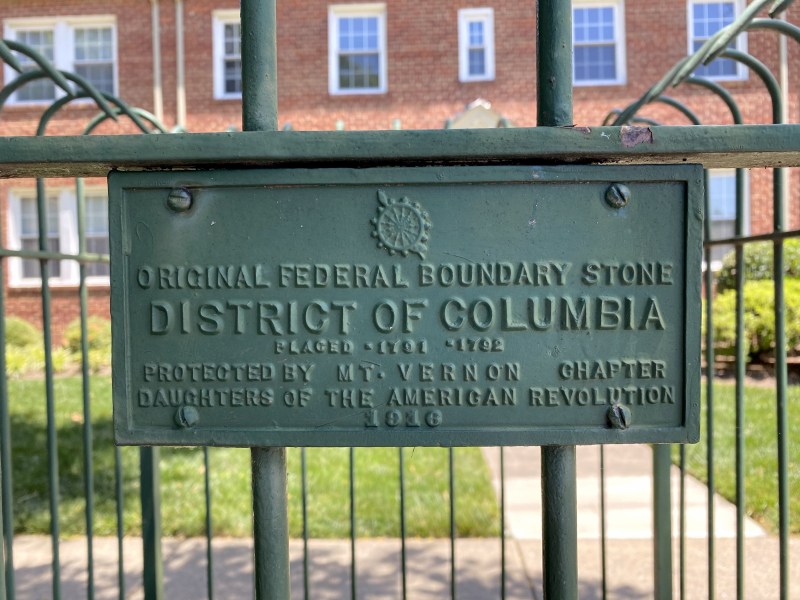 ORIGINAL FEDERAL BOUNDARY STONE
DISTRICT OF COLUMBIA
PLACED - 1791 - 1792
PROTECTED BY MT. VERNON CHAPTER
DAUGHTERS OF THE AMERICAN REVOLUTION
1916